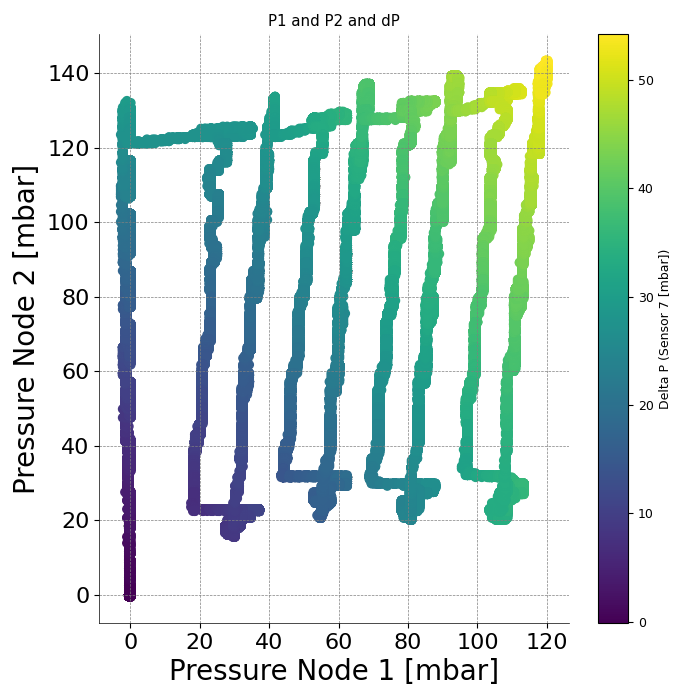 P1 and P2 and dP
Pressure Node 2 [mbar]
140
120
100
80
60
40
20
0
0 20 40 60 80 100 120
Pressure Node 1 [mbar]
50
40
30
20
10
0
Delta P (Sensor 7 [mbar])